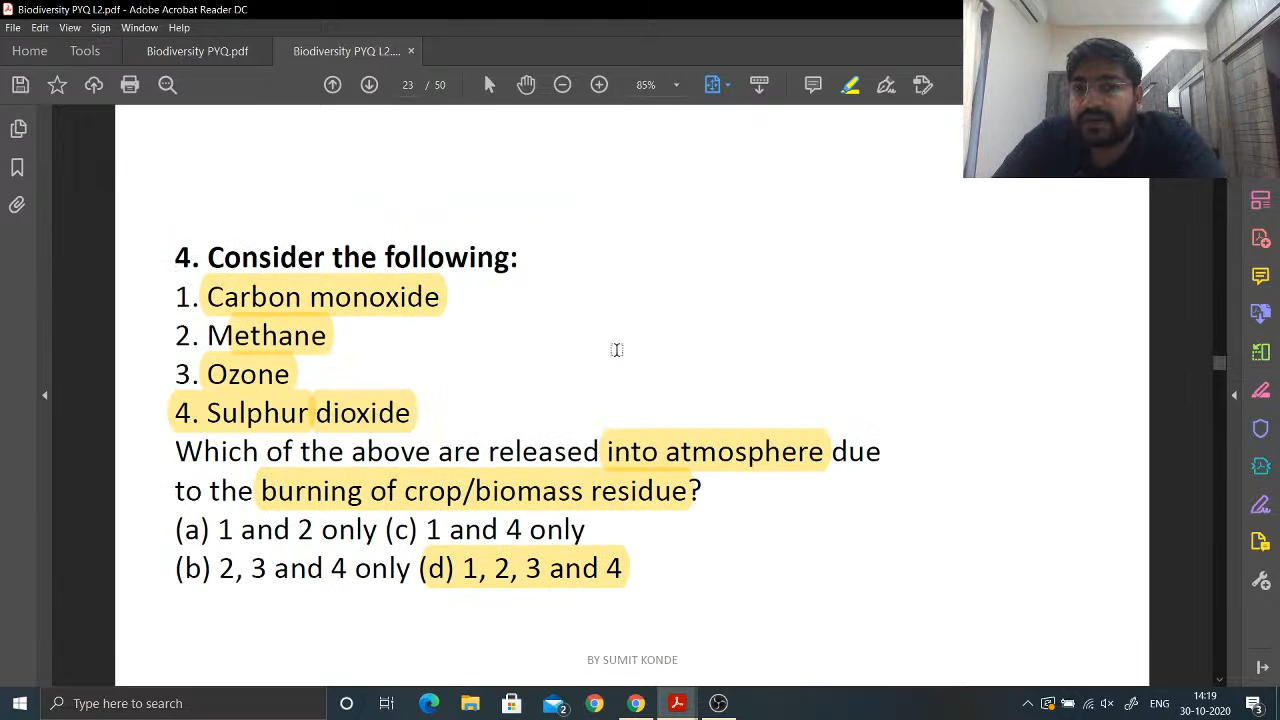 Biodiversity PYQ L2.pdf - Adobe Acrobat Reader DC
File Edit View Sign Window Help
Home Tools Biodiversity PYQ.pdf Biodiversity PYQ L2.... ×
23 / 50 85%
4. Consider the following:
1. Carbon monoxide
2. Methane
3. Ozone
4. Sulphur dioxide
Which of the above are released into atmosphere due
to the burning of crop/biomass residue?
(a) 1 and 2 only (c) 1 and 4 only
(b) 2, 3 and 4 only (d) 1, 2, 3 and 4
BY SUMIT KONDE
Type here to search
2
ENG
14:19
30-10-2020
3